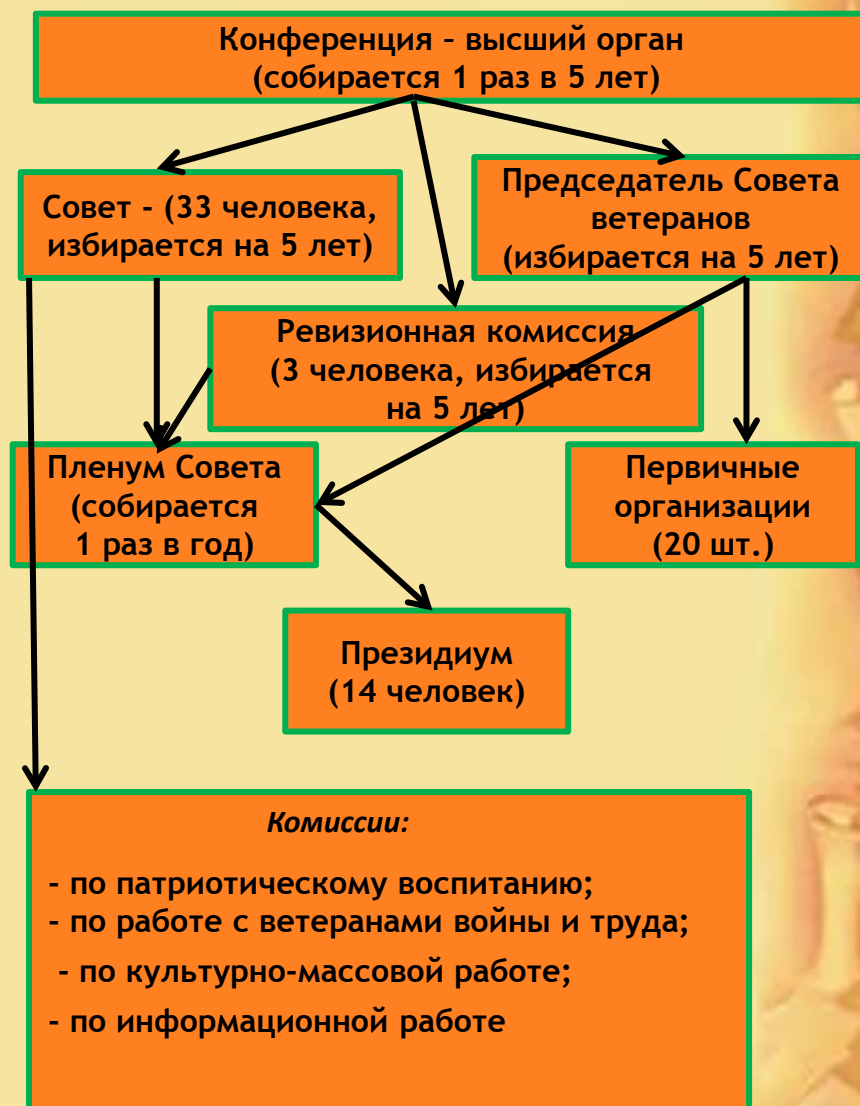 Конференция – высший орган
(собирается 1 раз в 5 лет)
Совет - (33 человека,
избирается на 5 лет)
Председатель Совета
ветеранов
(избирается на 5 лет)
Ревизионная комиссия
(3 человека, избирается
на 5 лет)
Пленум Совета
(собирается
1 раз в год)
Первичные
организации
(20 шт.)
Президиум
(14 человек)
Комиссии:
- по патриотическому воспитанию;
- по работе с ветеранами войны и труда;
- по культурно-массовой работе;
- по информационной работе